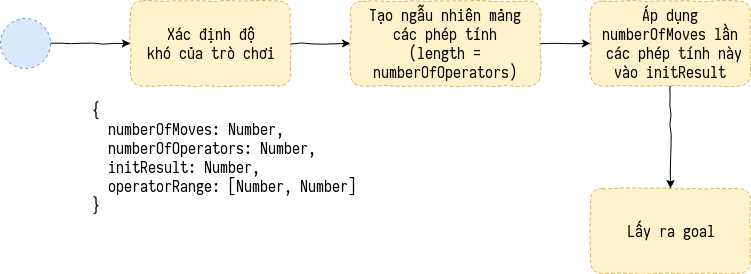 Xác định độ
khó của trò chơi
Tạo ngẫu nhiên mảng
các phép tính
(length =
numberOfOperators)
Áp dụng
numberOfMoves lần
các phép tính này
vào initResult
{
numberOfMoves: Number,
numberOfOperators: Number,
initResult: Number,
operatorRange: [Number, Number]
}
Lấy ra goal